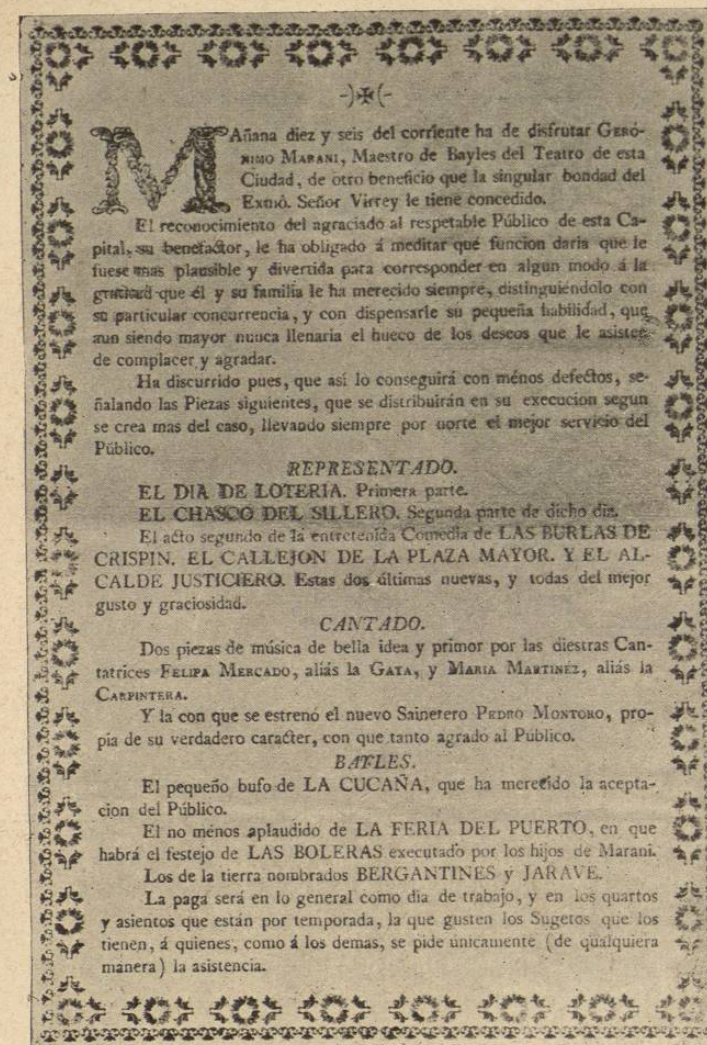 MAñana diez y seis del corriente ha de disfrutar GERÓ-
NIMO MARANI, Maestro de Bayles del Teatro de esta
Ciudad, de otro beneficio que la singular bondad del
Exmô. Señor Virrey le tiene concedido.
El reconocimiento del agraciado al respetable Público de esta Ca-
pital, su benefactor, le ha obligado á meditar qué funcion daria que le
fuese mas plausible y divertida para corresponder en algun modo á la
gratitud que él y su familia le ha merecido siempre, distinguiéndolo con
su particular concurrencia, y con dispensarle su pequeña habilidad, que
aun siendo mayor nunca llenaria el hueco de los deseos que le asisten
de complacer y agradar.
Ha discurrido pues, que asi lo conseguirá con ménos defectos, se-
ñalando las Piezas siguientes, que se distribuirán en su execucion segun
se crea mas del caso, llevando siempre por norte el mejor servicio del
Público.
REPRESENTADO.
EL DIA DE LOTERIA. Primera parte.
EL CHASCO DEL SILLERO. Segunda parte de dicho dia.
El acto segundo de la entretenida Comedia de LAS BURLAS DE
CRISPIN. EL CALLEJON DE LA PLAZA MAYOR. Y EL AL-
CALDE JUSTICIERO. Estas dos últimas nuevas, y todas del mejor
gusto y graciosidad.
CANTADO.
Dos piezas de música de bella idea y primor por las diestras Can-
tatrices FELIPA MERCADO, aliás la GATA, y MARIA MARTINEZ, aliás la
CARPINTERA.
Y la con que se estrenó el nuevo Sainetero PEDRO MONTORO, pro-
pia de su verdadero caracter, con que tanto agradó al Público.
BAYLES.
El pequeño bufo de LA CUCAÑA, que ha merecido la acepta-
cion del Público.
El no ménos aplaudido de LA FERIA DEL PUERTO, en que
habrá el festejo de LAS BOLERAS executado por los hijos de Marani.
Los de la tierra nombrados BERGANTINES y JARAVE.
La paga será en lo general como dia de trabajo, y en los quartos
y asientos que están por temporada, la que gusten los Sugetos que los
tienen, á quienes, como á los demas, se pide únicamente (de qualquiera
manera) la asistencia.